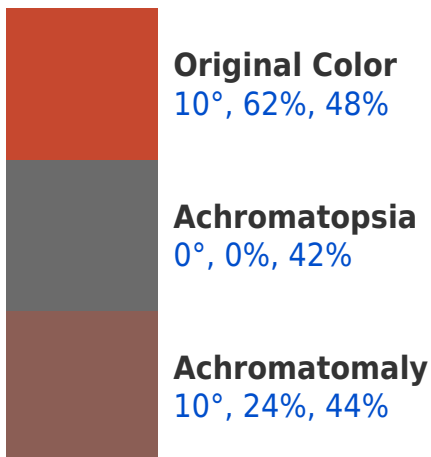 Original Color
10°, 62%, 48%
Achromatopsia
0°, 0%, 42%
Achromatomaly
10°, 24%, 44%